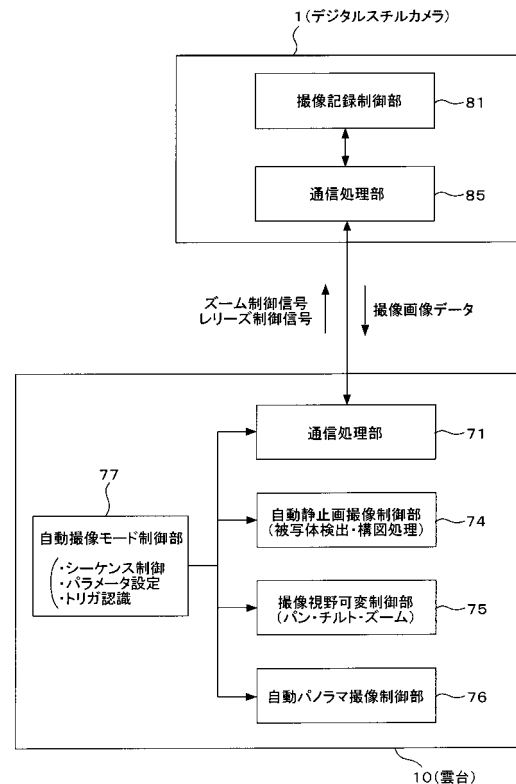 1(デジタルスチルカメラ)
撮像記録制御部
81
通信処理部
85
ズーム制御信号
レリーズ制御信号
撮像画像データ
通信処理部
71
77
自動撮像モード制御部
・シーケンス制御
・パラメータ設定
・トリガ認識
自動静止画撮像制御部
(被写体検出・構図処理)
74
撮像視野可変制御部
(パン・チルト・ズーム)
75
自動パノラマ撮像制御部
76
10(雲台)